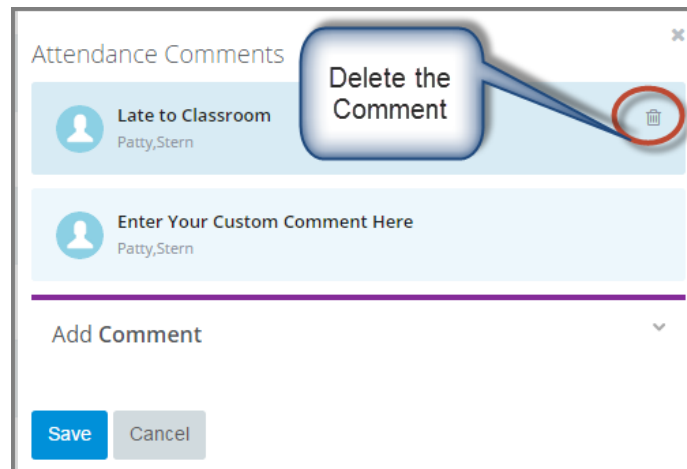 Attendance Comments
Delete the
Comment
Late to Classroom
Patty,Stern
Enter Your Custom Comment Here
Patty,Stern
Add Comment
Save
Cancel